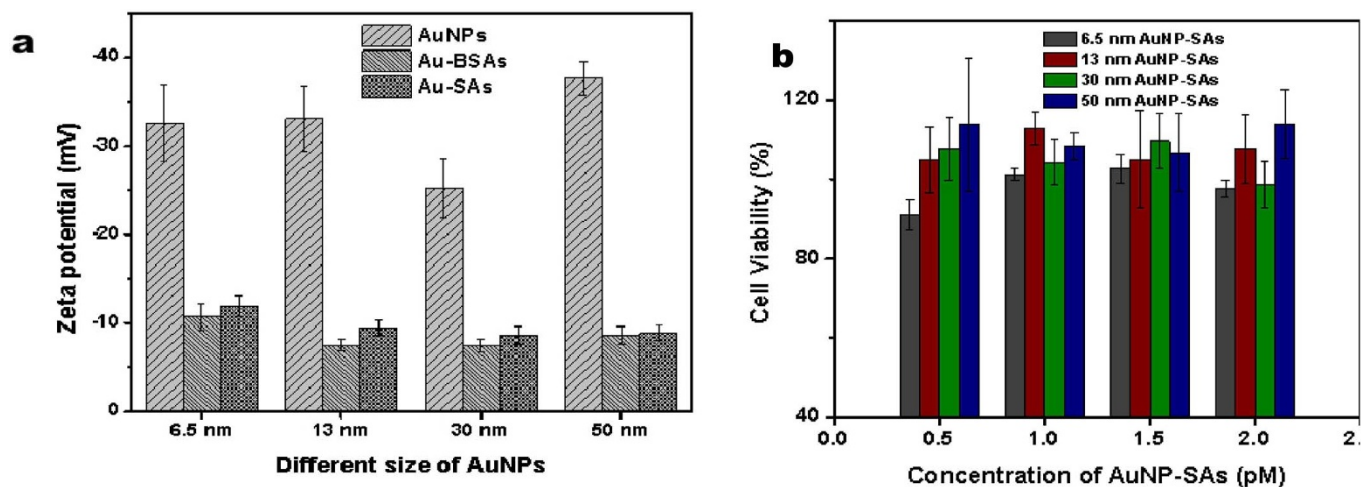 a
AuNPs
Au-BSAs
Au-SAs
Zeta potential (mV)
-40
-30
-20
-10
0
6.5 nm
13 nm
30 nm
50 nm
Different size of AuNPs
b
6.5 nm AuNP-SAs
13 nm AuNP-SAs
30 nm AuNP-SAs
50 nm AuNP-SAs
Cell Viability (%)
120
80
40
0.0
0.5
1.0
1.5
2.0
2.
Concentration of AuNP-SAs (pM)